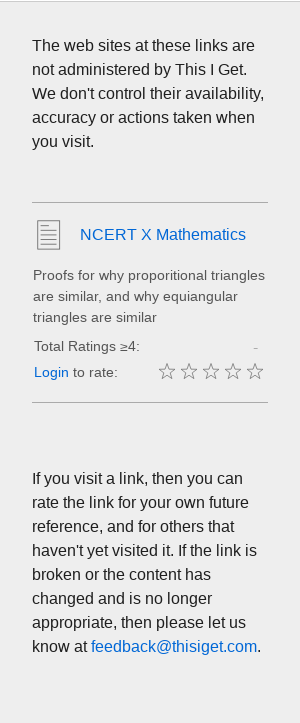 The web sites at these links are
not administered by This I Get.
We don't control their availability,
accuracy or actions taken when
you visit.
NCERT X Mathematics
Proofs for why proporitional triangles
are similar, and why equiangular
triangles are similar
Total Ratings ≥4: -
Login to rate:
If you visit a link, then you can
rate the link for your own future
reference, and for others that
haven't yet visited it. If the link is
broken or the content has
changed and is no longer
appropriate, then please let us
know at feedback@thisiget.com.